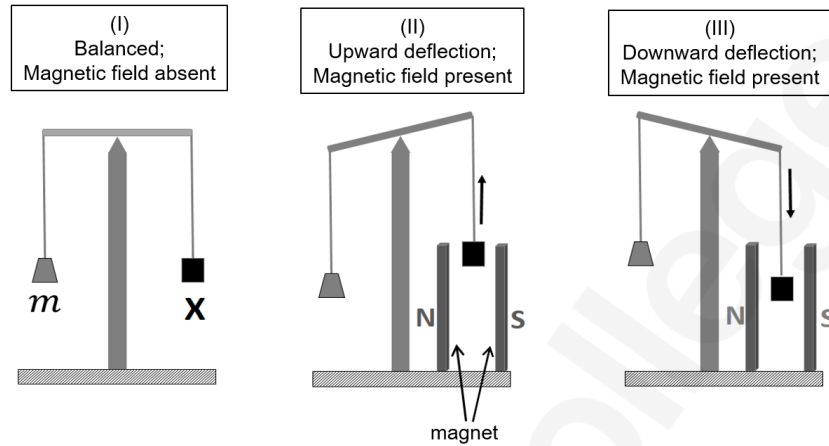 (I)
Balanced;
Magnetic field absent
(II)
Upward deflection;
Magnetic field present
(III)
Downward deflection;
Magnetic field present
m
X
N
S
N
S
magnet